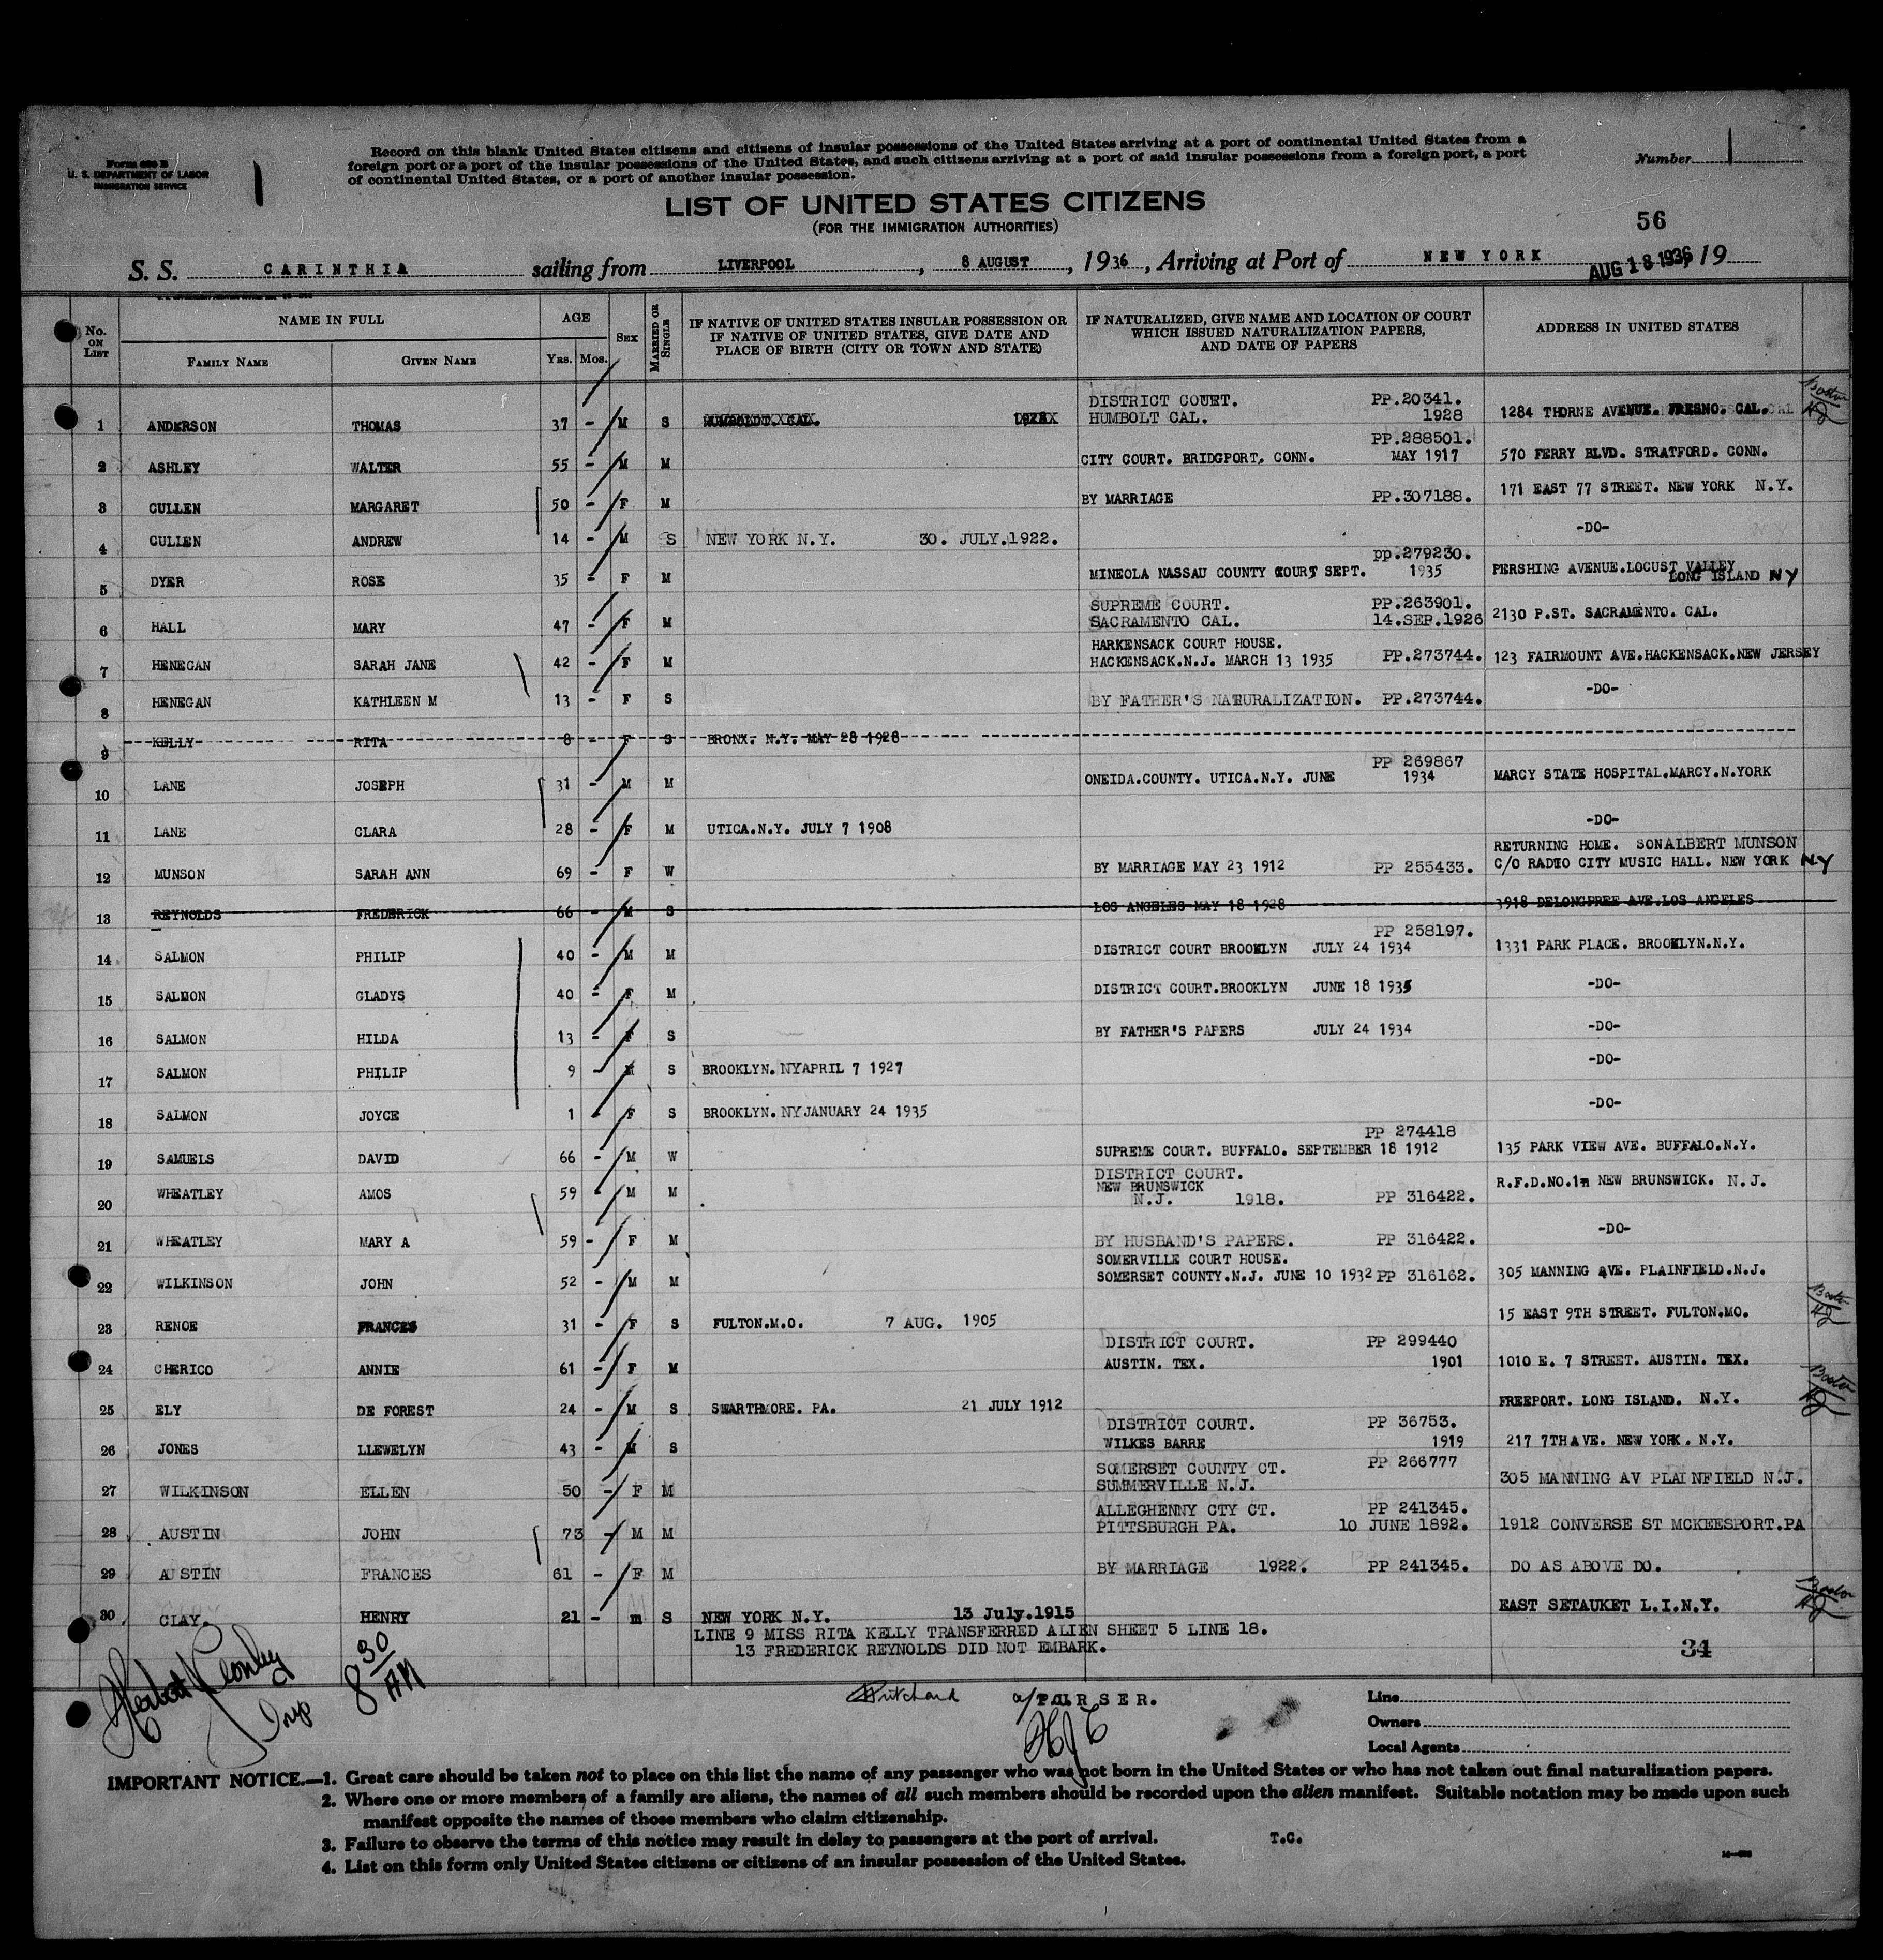 Form 630 B
U. S. DEPARTMENT OF LABOR
IMMIGRATION SERVICE
1
Record on this blank United States citizens and citizens of insular possessions of the United States arriving at a port of continental United States from a
foreign port or a port of the insular possessions of the United States, and such citizens arriving at a port of said insular possessions from a foreign port, a port
of continental United States, or a port of another insular possession.
Number 1
LIST OF UNITED STATES CITIZENS
(FOR THE IMMIGRATION AUTHORITIES)
56
S. S. CARINTHIA sailing from LIVERPOOL, 8 AUGUST, 1936, Arriving at Port of NEW YORK AUG 18 1936, 19
No. ON LIST
NAME IN FULL
FAMILY NAME GIVEN NAME
AGE
YRS. MOS.
SEX
MARRIED OR SINGLE
IF NATIVE OF UNITED STATES INSULAR POSSESSION OR
IF NATIVE OF UNITED STATES, GIVE DATE AND
PLACE OF BIRTH (CITY OR TOWN AND STATE)
IF NATURALIZED, GIVE NAME AND LOCATION OF COURT
WHICH ISSUED NATURALIZATION PAPERS,
AND DATE OF PAPERS
ADDRESS IN UNITED STATES
DISTRICT COURT. PP.20341. Boston
1 ANDERSON THOMAS 37 - M S HUMBOLDT. CAL. 1928 HUMBOLT CAL. 1928 1284 THORNE AVENUE. FRESNO. CAL.
PP.288501.
2 ASHLEY WALTER 55 - M M CITY COURT. BRIDGPORT, CONN. MAY 1917 570 FERRY BLVD. STRATFORD. CONN.
3 CULLEN MARGARET 50 - F M BY MARRIAGE PP.307188. 171 EAST 77 STREET. NEW YORK N.Y.
4 CULLEN ANDREW 14 - M S NEW YORK N.Y. 30. JULY.1922. -DO-
PP.279230.
5 DYER ROSE 35 - F M MINEOLA NASSAU COUNTY COURT SEPT. 1935 PERSHING AVENUE.LOCUST VALLEY
LONG ISLAND NY
SUPREME COURT. PP.263901.
6 HALL MARY 47 - F M SACRAMENTO CAL. 14.SEP.1926 2130 P.ST. SACRAMENTO. CAL.
HARKENSACK COURT HOUSE.
7 HENEGAN SARAH JANE 42 - F M HACKENSACK.N.J. MARCH 13 1935 PP.273744. 123 FAIRMOUNT AVE.HACKENSACK.NEW JERSEY
8 HENEGAN KATHLEEN M 13 - F S BY FATHER'S NATURALIZATION. PP.273744. -DO-
9 KELLY RITA 8 - F S BRONX. N.Y. MAY 28 1928
PP 269867
10 LANE JOSEPH 31 - M M ONEIDA.COUNTY. UTICA.N.Y. JUNE 1934 MARCY STATE HOSPITAL.MARCY.N.YORK
11 LANE CLARA 28 - F M UTICA.N.Y. JULY 7 1908 -DO-
RETURNING HOME. SON ALBERT MUNSON
12 MUNSON SARAH ANN 69 - F W BY MARRIAGE MAY 23 1912 PP 255433. C/O RADIO CITY MUSIC HALL. NEW YORK NY
13 REYNOLDS FREDERICK 66 - M S LOS ANGELES MAY 18 1928 3918 DELONGPREE AVE.LOS ANGELES
PP 258197.
14 SALMON PHILIP 40 - M M DISTRICT COURT BROOKLYN JULY 24 1934 1331 PARK PLACE. BROOKLYN.N.Y.
15 SALMON GLADYS 40 - F M DISTRICT COURT.BROOKLYN JUNE 18 1935 -DO-
16 SALMON HILDA 13 - F S BY FATHER'S PAPERS JULY 24 1934 -DO-
17 SALMON PHILIP 9 - M S BROOKLYN. NY APRIL 7 1927 -DO-
18 SALMON JOYCE 1 - F S BROOKLYN. NY JANUARY 24 1935 -DO-
PP 274418
19 SAMUELS DAVID 66 - M W SUPREME COURT. BUFFALO. SEPTEMBER 18 1912 135 PARK VIEW AVE. BUFFALO.N.Y.
DISTRICT COURT.
NEW BRUNSWICK
20 WHEATLEY AMOS 59 - M M N.J. 1918. PP 316422. R.F.D.NO.1 NEW BRUNSWICK. N.J.
21 WHEATLEY MARY A 59 - F M BY HUSBAND'S PAPERS. PP 316422. -DO-
SOMERVILLE COURT HOUSE.
22 WILKINSON JOHN 52 - M M SOMERSET COUNTY.N.J. JUNE 10 1932 PP 316162. 305 MANNING AVE. PLAINFIELD.N.J.
23 RENOE FRANCES 31 - F S FULTON.M.O. 7 AUG. 1905 15 EAST 9TH STREET. FULTON.MO. Boston
DISTRICT COURT. PP 299440
24 CHERICO ANNIE 61 - F M AUSTIN. TEX. 1901 1010 E. 7 STREET. AUSTIN. TEX.
25 ELY DE FOREST 24 - M S SWARTHMORE. PA. 21 JULY 1912 FREEPORT. LONG ISLAND. N.Y. Boston
DISTRICT COURT. PP 36753.
26 JONES LLEWELYN 43 - M S WILKES BARRE 1919 217 7TH AVE. NEW YORK. N.Y.
SOMERSET COUNTY CT. PP 266777
27 WILKINSON ELLEN 50 - F M SUMMERVILLE N.J. 305 MANNING AV PLAINFIELD N.J.
ALLEGHENNY CTY CT. PP 241345.
28 AUSTIN JOHN 73 - M M PITTSBURGH PA. 10 JUNE 1892. 1912 CONVERSE ST MCKEESPORT.PA
29 AUSTIN FRANCES 61 - F M BY MARRIAGE 1922. PP 241345. DO AS ABOVE DO.
30 CLAY. HENRY 21 - m S NEW YORK N.Y. 13 July.1915 EAST SETAUKET L.I.N.Y. Boston
LINE 9 MISS RITA KELLY TRANSFERRED ALIEN SHEET 5 LINE 18.
13 FREDERICK REYNOLDS DID NOT EMBARK.
34
Insp
8 30 AM
Pritchard a/PURSER.
Line
Owners
Local Agents
IMPORTANT NOTICE.—1. Great care should be taken not to place on this list the name of any passenger who was not born in the United States or who has not taken out final naturalization papers.
2. Where one or more members of a family are aliens, the names of all such members should be recorded upon the alien manifest. Suitable notation may be made upon such
manifest opposite the names of those members who claim citizenship.
3. Failure to observe the terms of this notice may result in delay to passengers at the port of arrival. T.C.
4. List on this form only United States citizens or citizens of an insular possession of the United States.